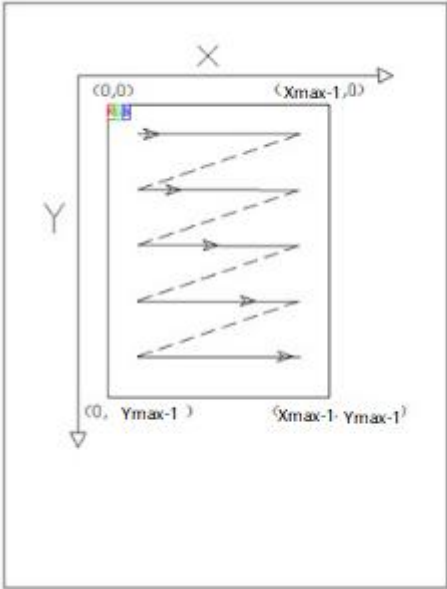 X
(0,0) (Xmax-1,0)
Y
(0, Ymax-1 ) (Xmax-1, Ymax-1)